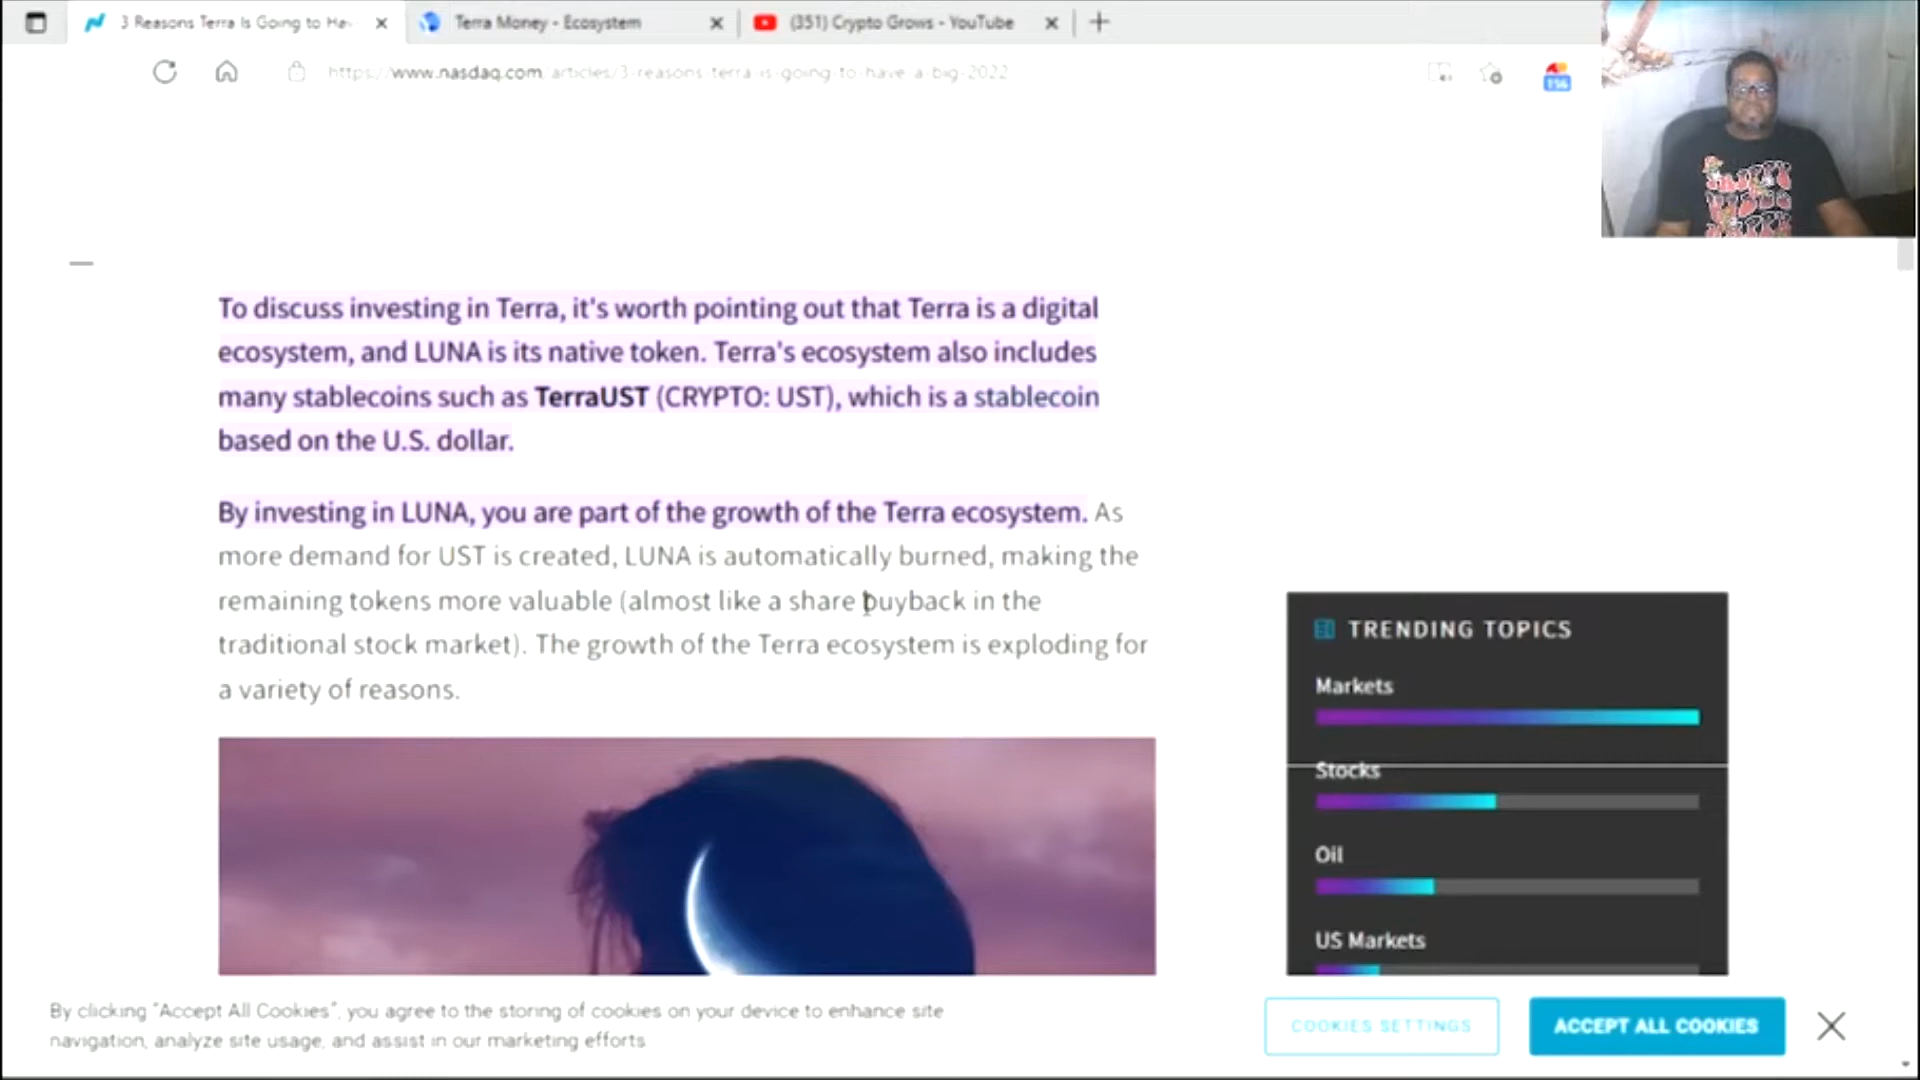 3 Reasons Terra Is Going to Hav
Terra Money - Ecosystem
(351) Crypto Grows - YouTube
https://www.nasdaq.com/articles/3-reasons-terra-is-going-to-have-a-big-2022
156
To discuss investing in Terra, it's worth pointing out that Terra is a digital
ecosystem, and LUNA is its native token. Terra's ecosystem also includes
many stablecoins such as TerraUST (CRYPTO: UST), which is a stablecoin
based on the U.S. dollar.
By investing in LUNA, you are part of the growth of the Terra ecosystem. As
more demand for UST is created, LUNA is automatically burned, making the
remaining tokens more valuable (almost like a share buyback in the
traditional stock market). The growth of the Terra ecosystem is exploding for
a variety of reasons.
TRENDING TOPICS
Markets
Stocks
Oil
US Markets
By clicking "Accept All Cookies", you agree to the storing of cookies on your device to enhance site
navigation, analyze site usage, and assist in our marketing efforts
COOKIES SETTINGS
ACCEPT ALL COOKIES